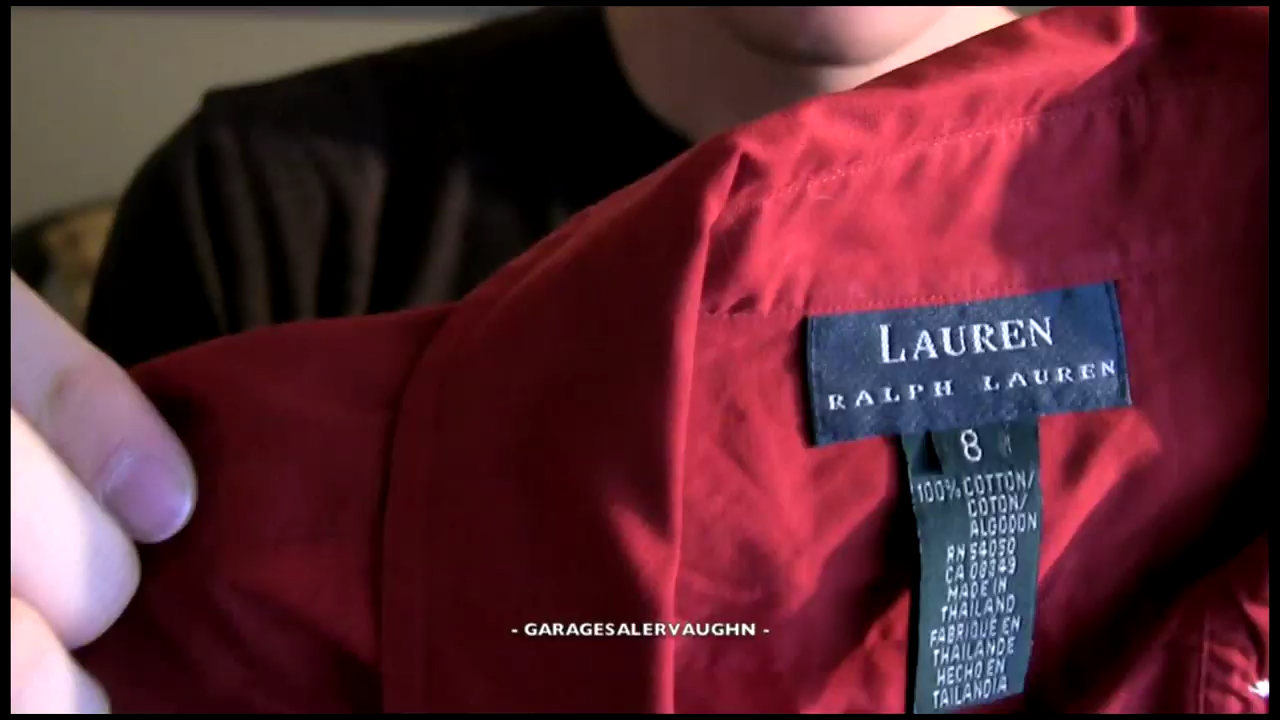 LAUREN
RALPH LAUREN
8
100% COTTON/
COTON/
ALGODON
RN 54050
CA 08349
MADE IN
THAILAND
FABRIQUE EN
THAILANDE
HECHO EN
TAILANDIA
- GARAGESALERVAUGHN -